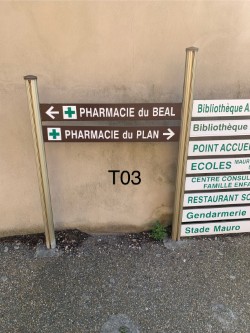 PHARMACIE du BEAL
PHARMACIE du PLAN
T03
Bibliothèque
Bibliothèque
POINT
ECOLES
CENTRE
FAMILLE
RESTAURANT
Gendarmerie
Stade Mauro